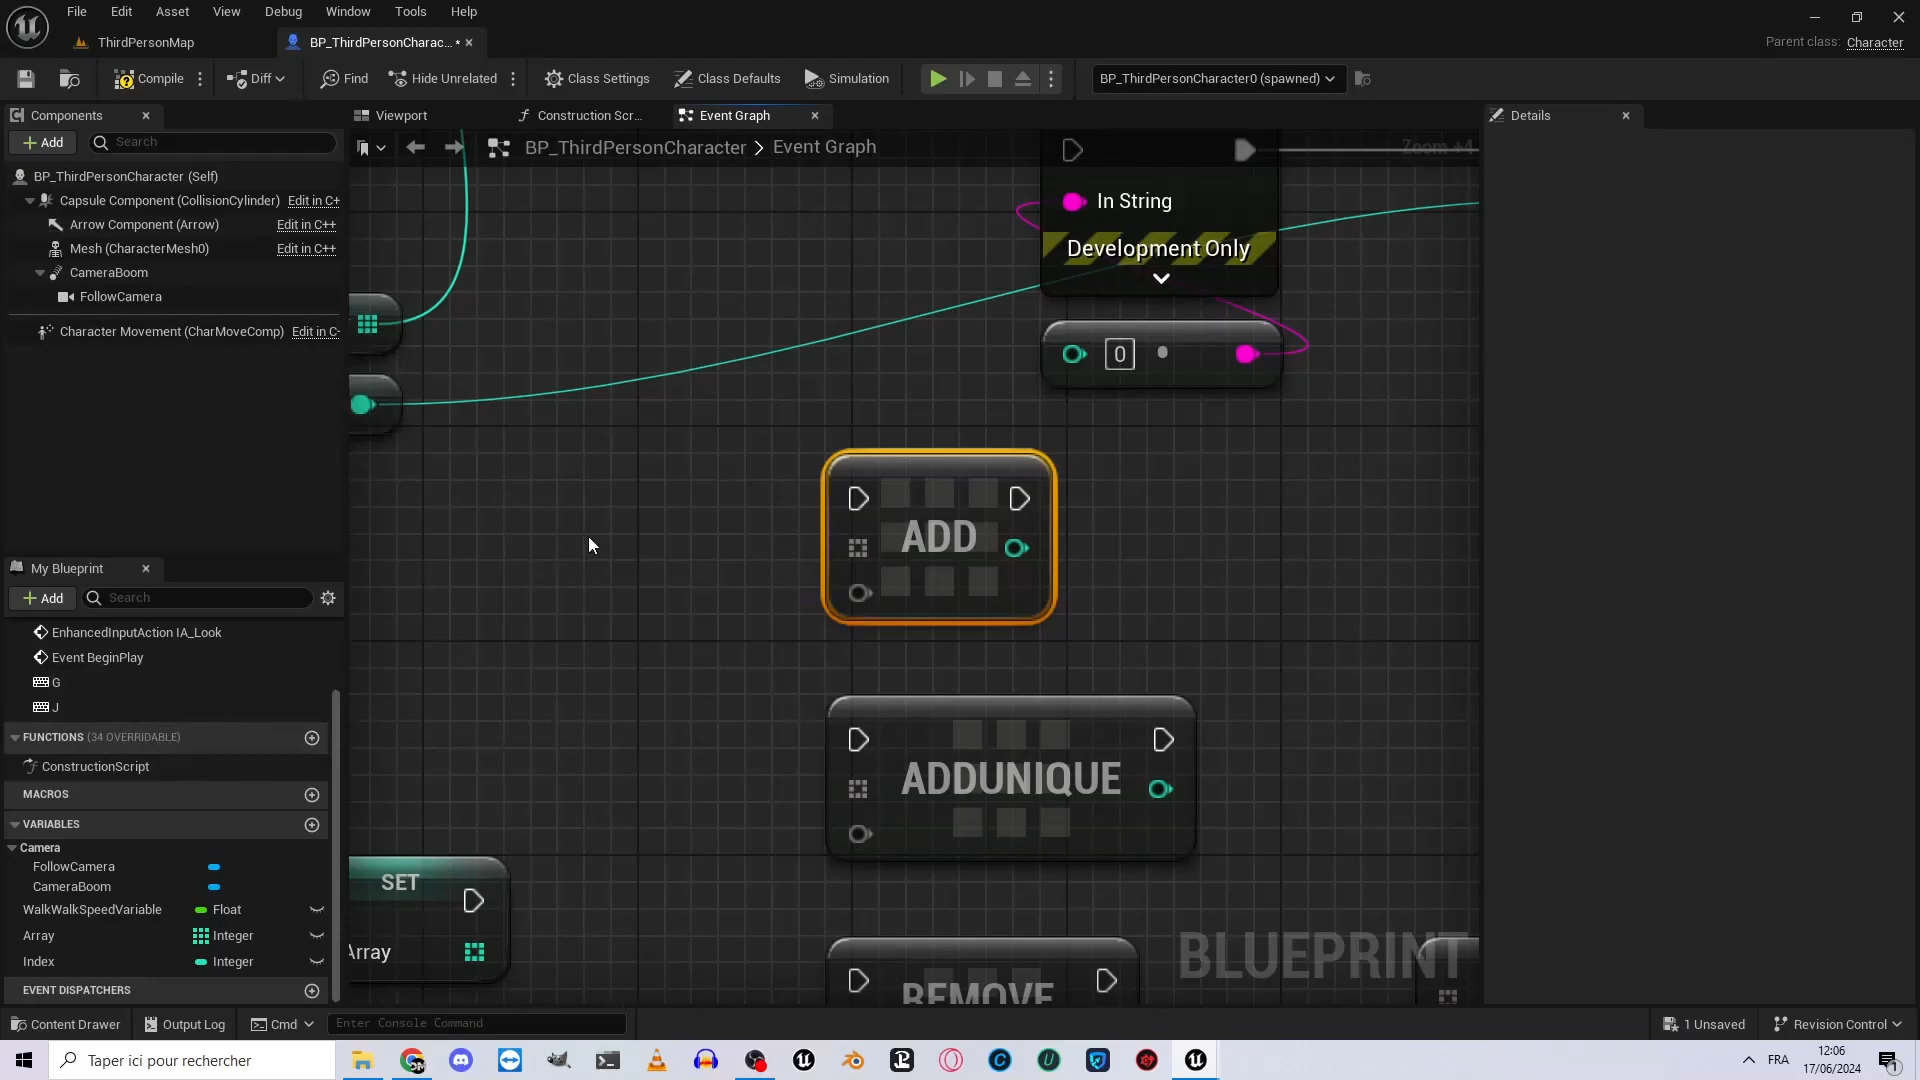 File Edit Asset View Debug Window Tools Help
ThirdPersonMap
BP_ThirdPersonCharac... •
Parent class: Character
Compile
Diff
Find
Hide Unrelated
Class Settings
Class Defaults
Simulation
BP_ThirdPersonCharacter0 (spawned)
Components
Viewport
Construction Scr...
Event Graph
Details
Add
Search
BP_ThirdPersonCharacter > Event Graph
Zoom +4
BP_ThirdPersonCharacter (Self)
Capsule Component (CollisionCylinder) Edit in C+
Arrow Component (Arrow) Edit in C++
Mesh (CharacterMesh0) Edit in C++
CameraBoom
FollowCamera
Character Movement (CharMoveComp) Edit in C-
In String
Development Only
0
ADD
ADDUNIQUE
REMOVE
SET
Array
BLUEPRINT
My Blueprint
Add
Search
EnhancedInputAction IA_Look
Event BeginPlay
G
J
FUNCTIONS (34 OVERRIDABLE)
ConstructionScript
MACROS
VARIABLES
Camera
FollowCamera
CameraBoom
WalkWalkSpeedVariable Float
Array Integer
Index Integer
EVENT DISPATCHERS
Content Drawer
Output Log
Cmd
Enter Console Command
1 Unsaved
Revision Control
Taper ici pour rechercher
FRA
12:06
17/06/2024
1